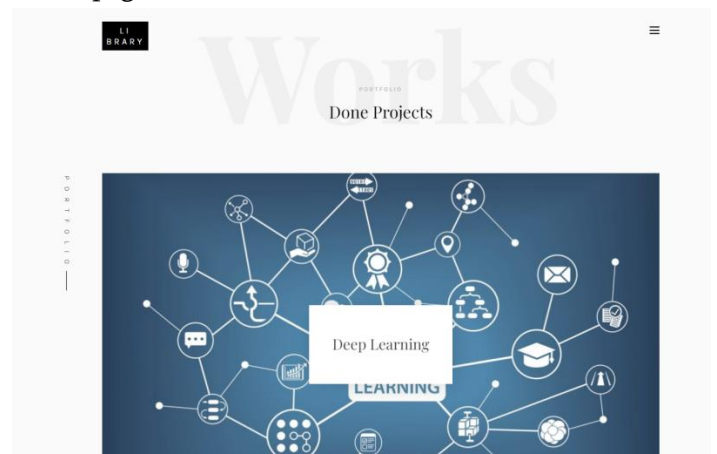 LI
BRARY
Works
PORTFOLIO
Done Projects
PORTFOLIO
Deep Learning
LEARNING